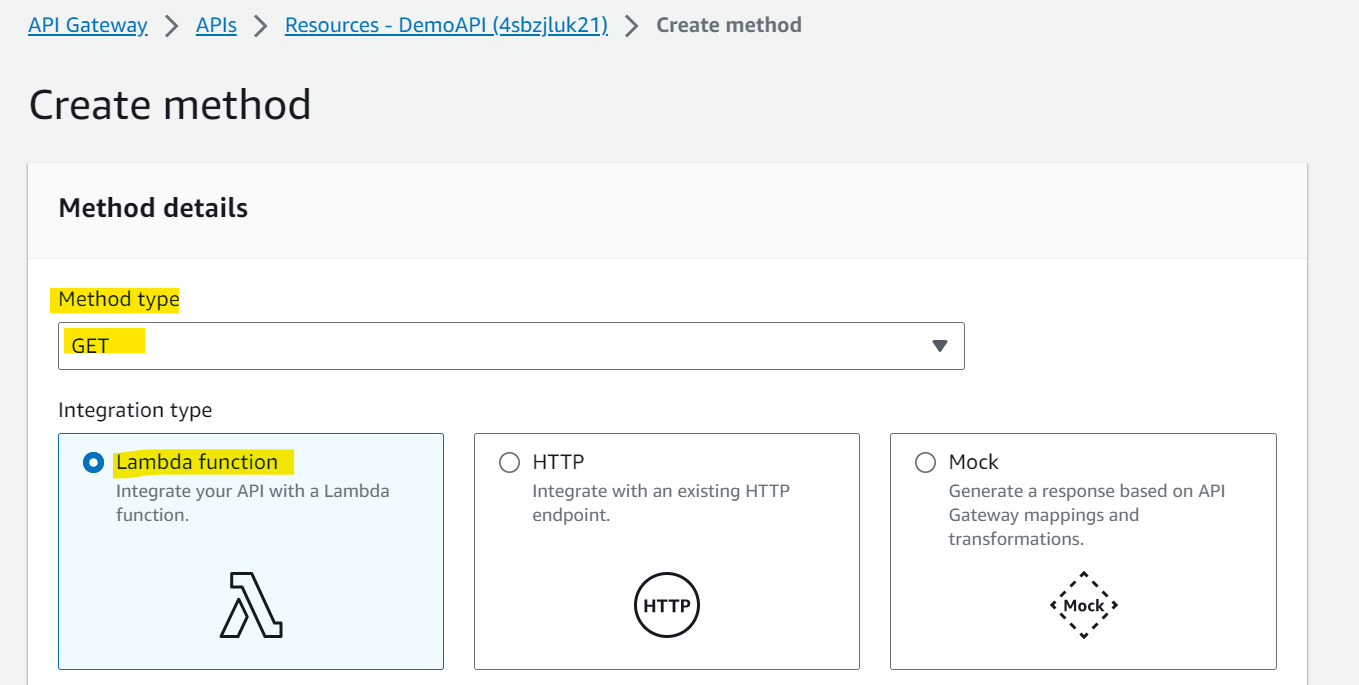 API Gateway > APIs > Resources - DemoAPI (4sbzjluk21) > Create method
Create method
Method details
Method type
GET
Integration type
Lambda function
Integrate your API with a Lambda
function.
HTTP
Integrate with an existing HTTP
endpoint.
HTTP
Mock
Generate a response based on API
Gateway mappings and
transformations.
Mock